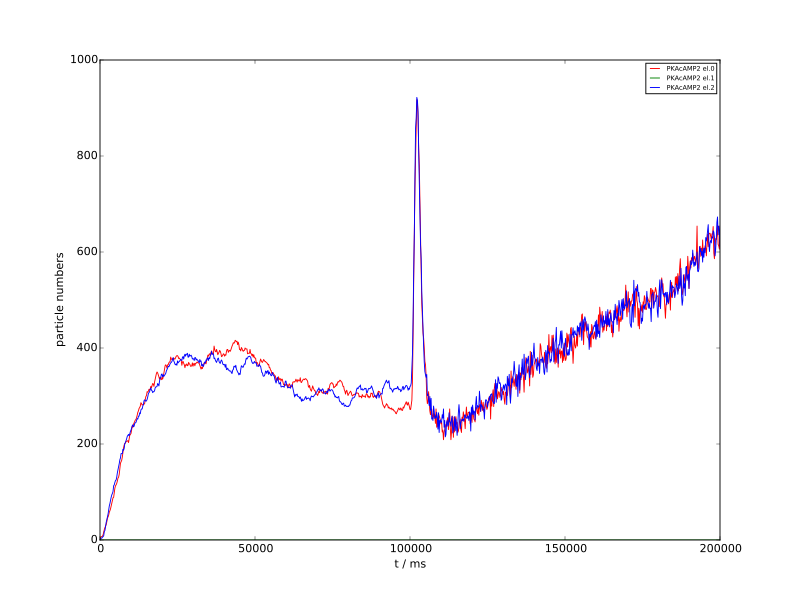 1000
800
600
400
200
0
particle numbers
PKAcAMP2 el.0
PKAcAMP2 el.1
PKAcAMP2 el.2
0 50000 100000 150000 200000
t / ms